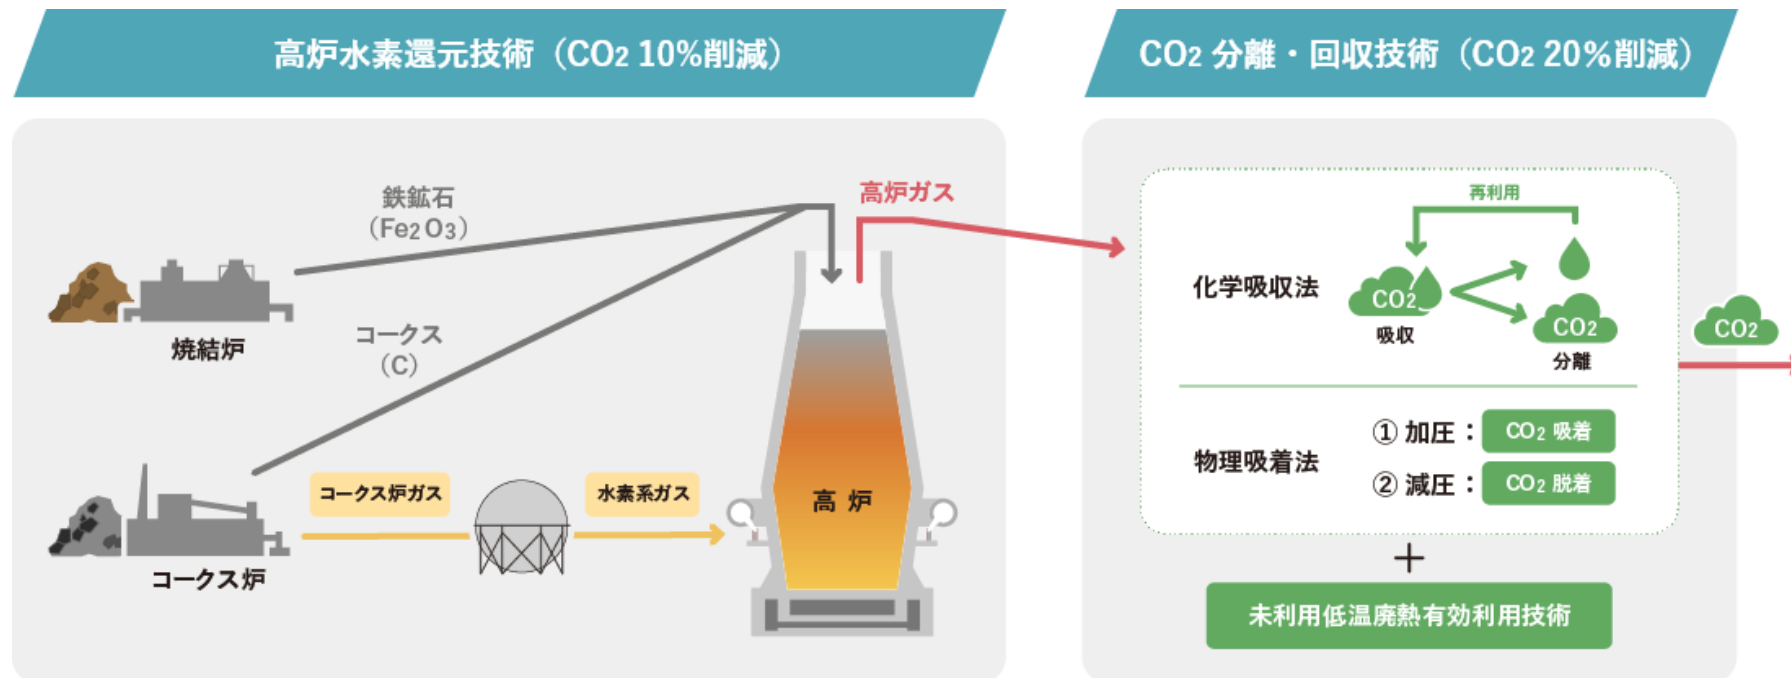 高炉水素還元技術（CO2 10%削減）
CO2 分離・回収技術（CO2 20%削減）
鉄鉱石
（Fe2O3）
焼結炉
コークス
（C）
コークス炉
コークス炉ガス
水素系ガス
高炉
高炉ガス
再利用
化学吸収法
CO2
吸収
CO2
分離
物理吸着法
① 加圧： CO2 吸着
② 減圧： CO2 脱着
＋
未利用低温廃熱有効利用技術
CO2